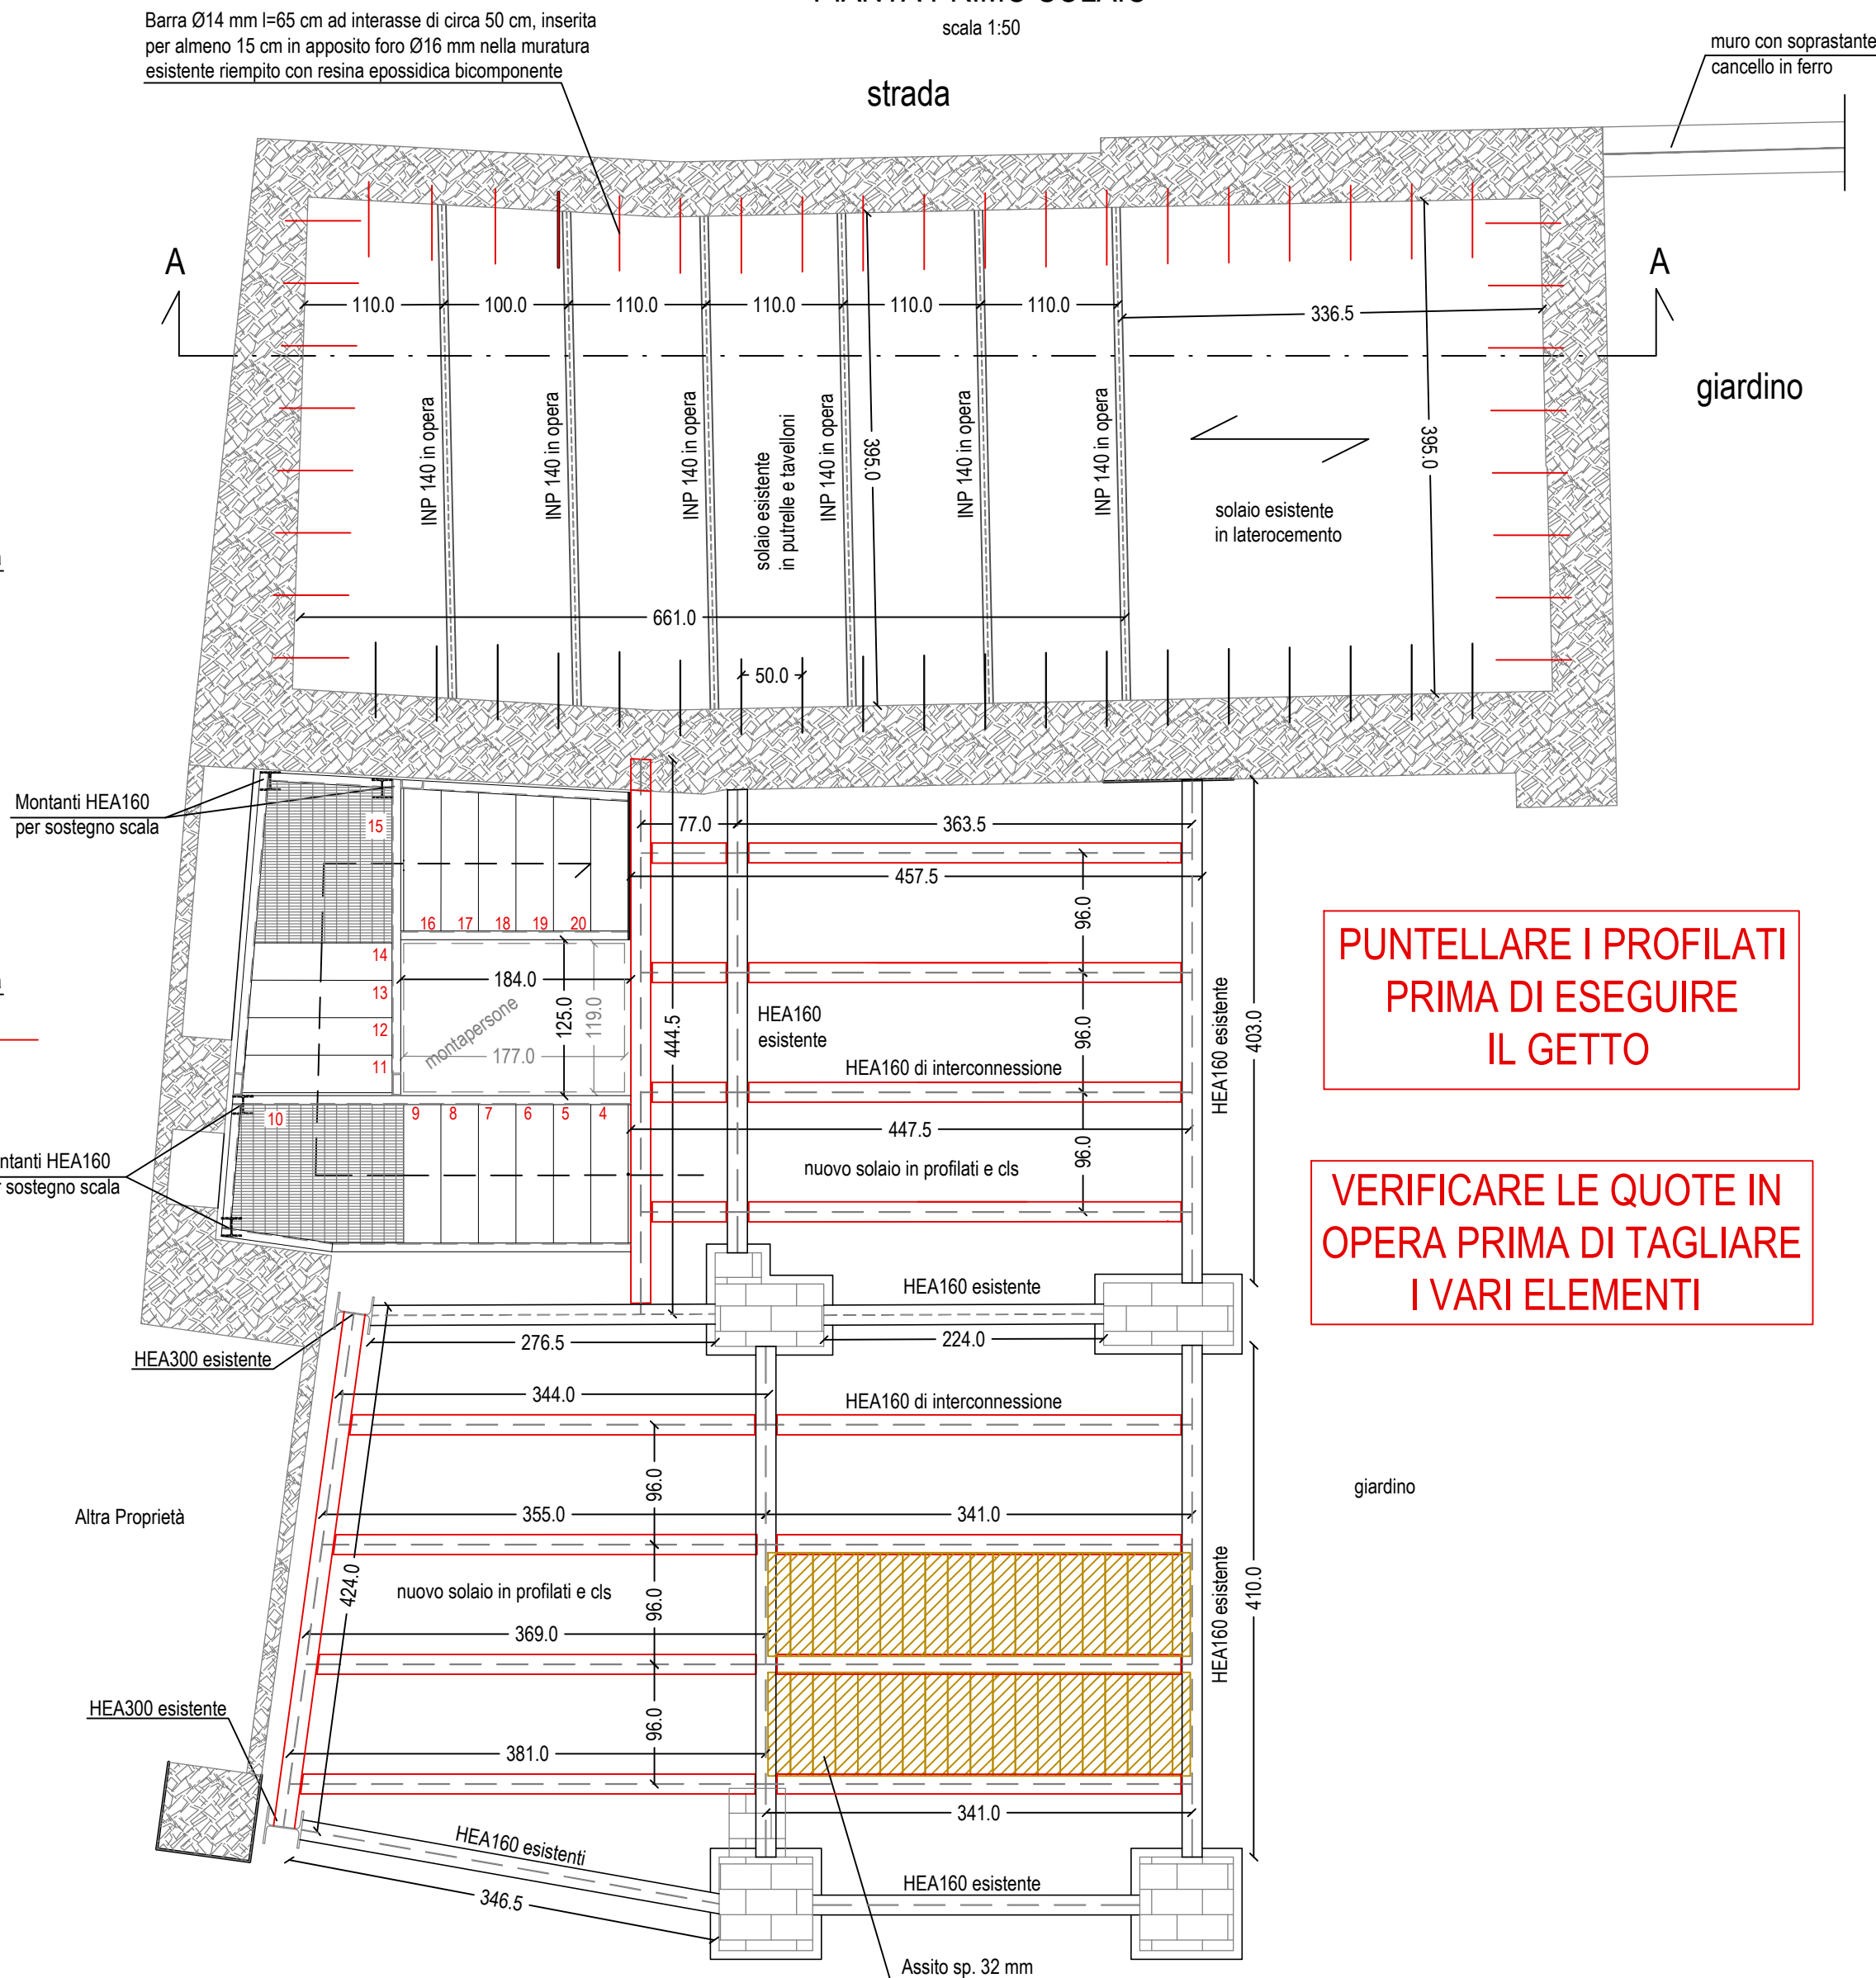 PIANTA PRIMO SOLAIO
scala 1:50
Barra Ø14 mm l=65 cm ad interasse di circa 50 cm, inserita
per almeno 15 cm in apposito foro Ø16 mm nella muratura
esistente riempito con resina epossidica bicomponente
strada
muro con soprastante
cancello in ferro
A
A
110.0
100.0
110.0
110.0
110.0
110.0
336.5
giardino
INP 140 in opera
INP 140 in opera
INP 140 in opera
solaio esistente
in putrelle e tavelloni
INP 140 in opera
395.0
INP 140 in opera
INP 140 in opera
395.0
solaio esistente
in laterocemento
661.0
50.0
Montanti HEA160
per sostegno scala
15
77.0
363.5
457.5
16
17
18
19
20
96.0
14
13
12
11
184.0
montapersone
125.0
119.0
177.0
444.5
HEA160
esistente
96.0
HEA160 di interconnessione
HEA160 esistente
403.0
PUNTELLARE I PROFILATI
PRIMA DI ESEGUIRE
IL GETTO
10
9
8
7
6
5
4
447.5
96.0
nuovo solaio in profilati e cls
ntanti HEA160
sostegno scala
VERIFICARE LE QUOTE IN
OPERA PRIMA DI TAGLIARE
I VARI ELEMENTI
HEA160 esistente
276.5
224.0
HEA300 esistente
344.0
HEA160 di interconnessione
96.0
Altra Proprietà
giardino
355.0
341.0
424.0
nuovo solaio in profilati e cls
96.0
HEA160 esistente
410.0
369.0
HEA300 esistente
96.0
381.0
341.0
HEA160 esistenti
346.5
HEA160 esistente
Assito sp. 32 mm